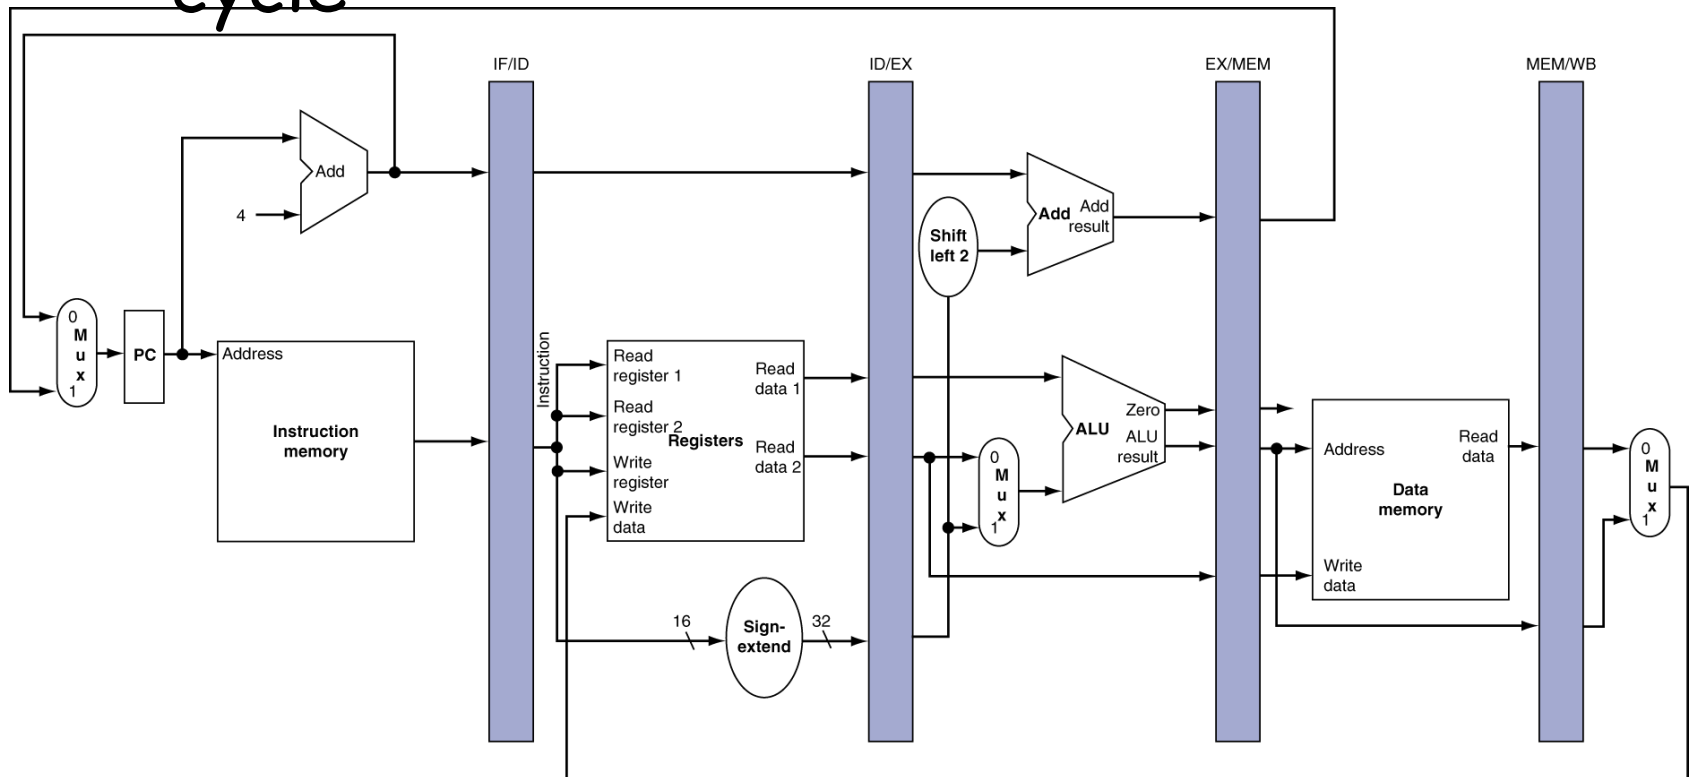 cycle
IF/ID
ID/EX
EX/MEM
MEM/WB
Add
4
Add
Add
result
Shift
left 2
0
M
u
x
1
PC
Address
Instruction
memory
Instruction
Read
register 1
Read
register 2
Write
register
Write
data
Registers
Read
data 1
Read
data 2
16
Sign-
extend
32
0
M
u
x
1
ALU
Zero
ALU
result
Address
Read
data
Data
memory
Write
data
0
M
u
x
1